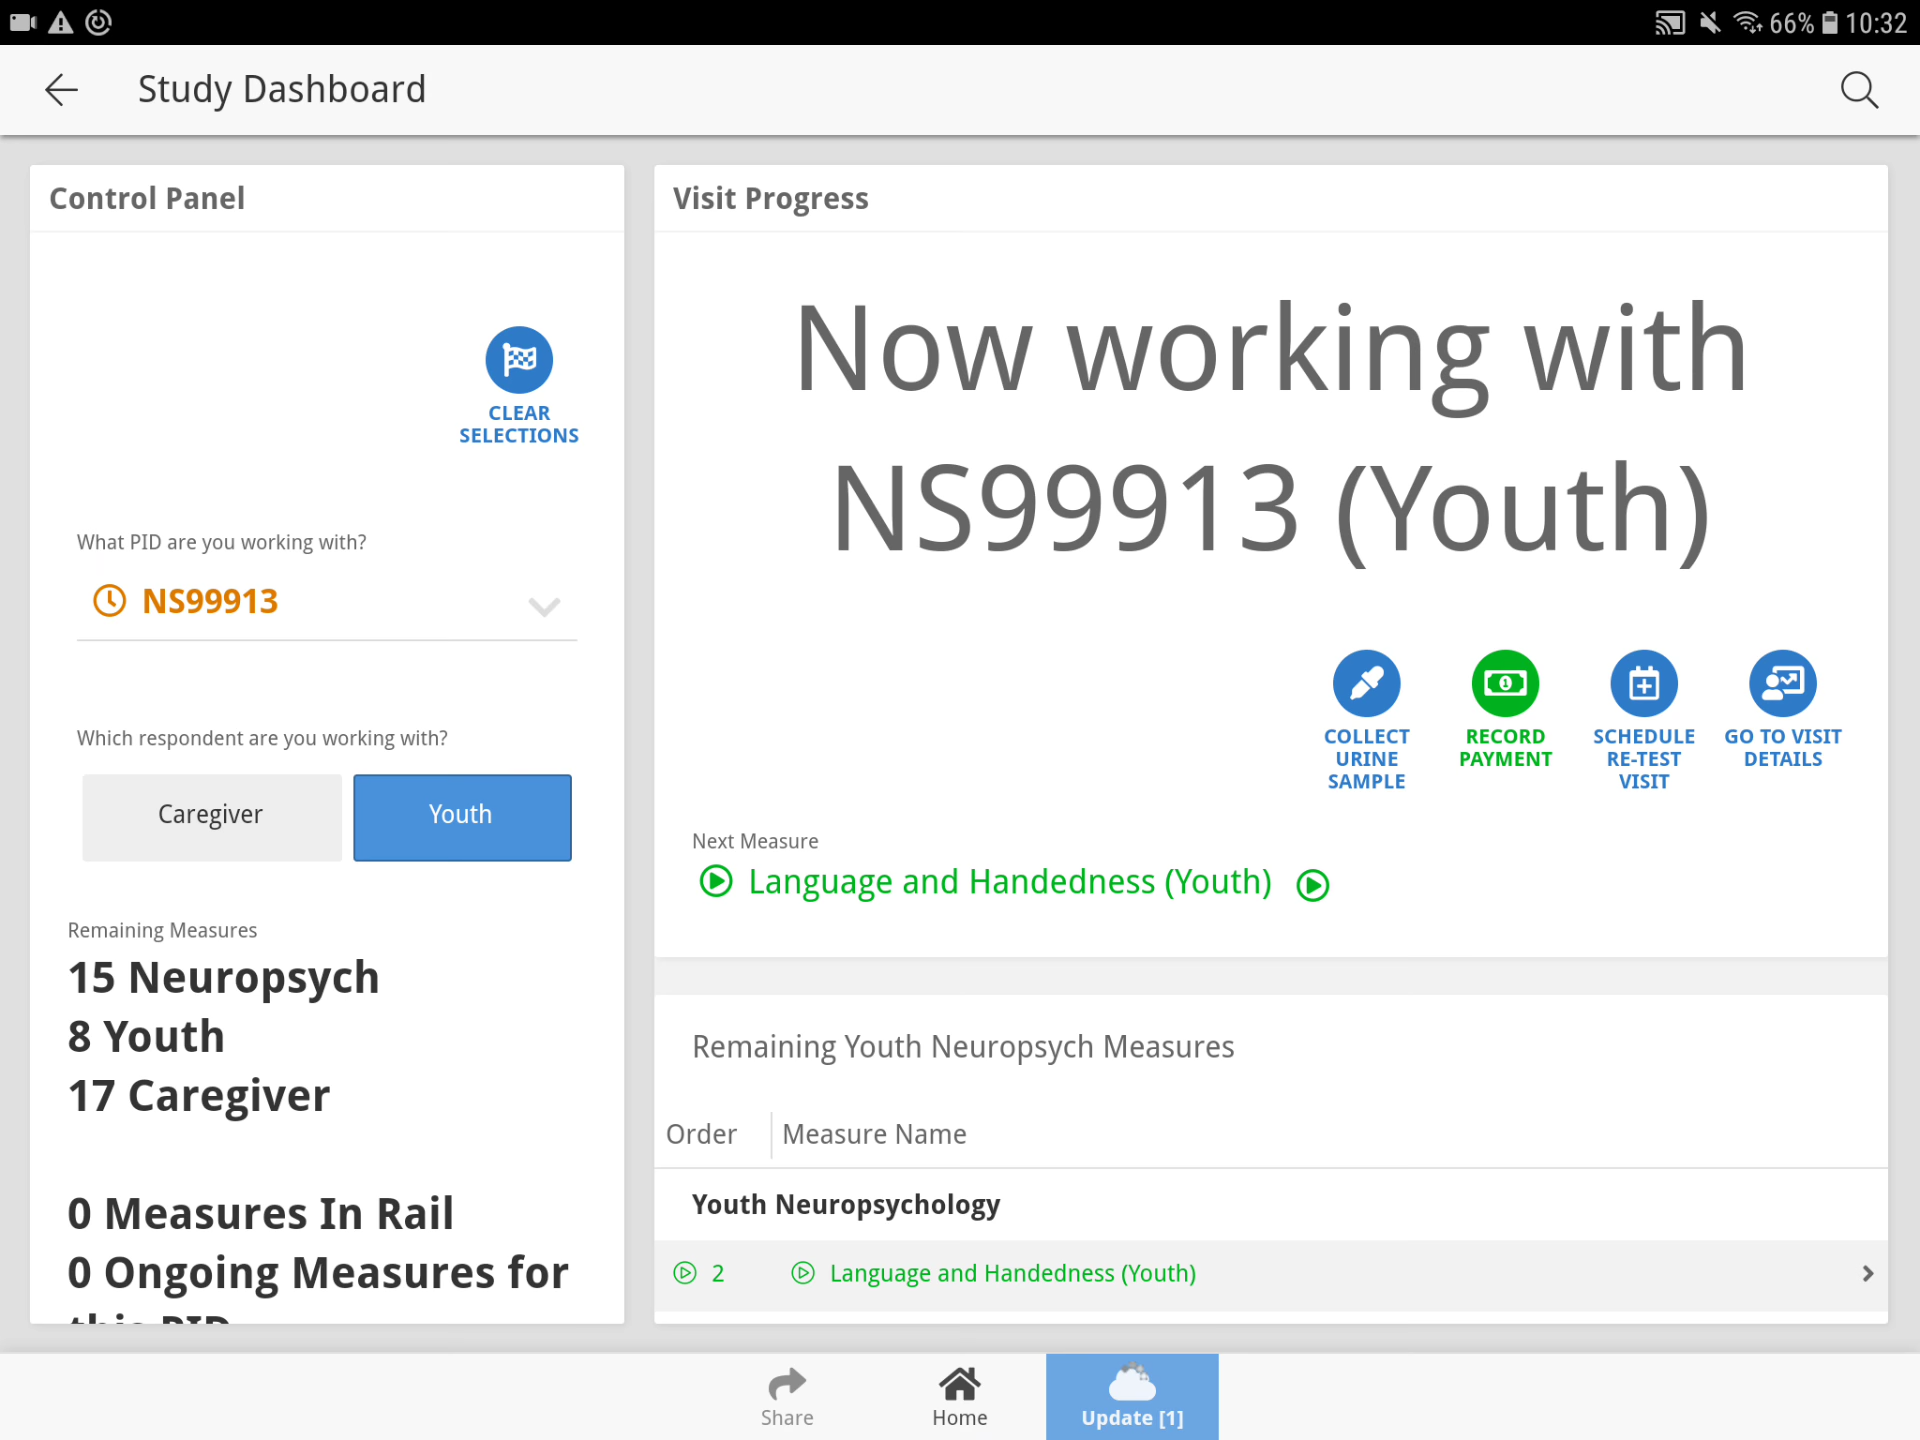 66% 10:32
Study Dashboard
Control Panel
CLEAR
SELECTIONS
What PID are you working with?
NS99913
Which respondent are you working with?
Caregiver Youth
Remaining Measures
15 Neuropsych
8 Youth
17 Caregiver
0 Measures In Rail
0 Ongoing Measures for
this PID
Visit Progress
Now working with
NS99913 (Youth)
COLLECT
URINE
SAMPLE
RECORD
PAYMENT
SCHEDULE
RE-TEST
VISIT
GO TO VISIT
DETAILS
Next Measure
Language and Handedness (Youth)
Remaining Youth Neuropsych Measures
Order Measure Name
Youth Neuropsychology
2 Language and Handedness (Youth)
Share Home Update [1]